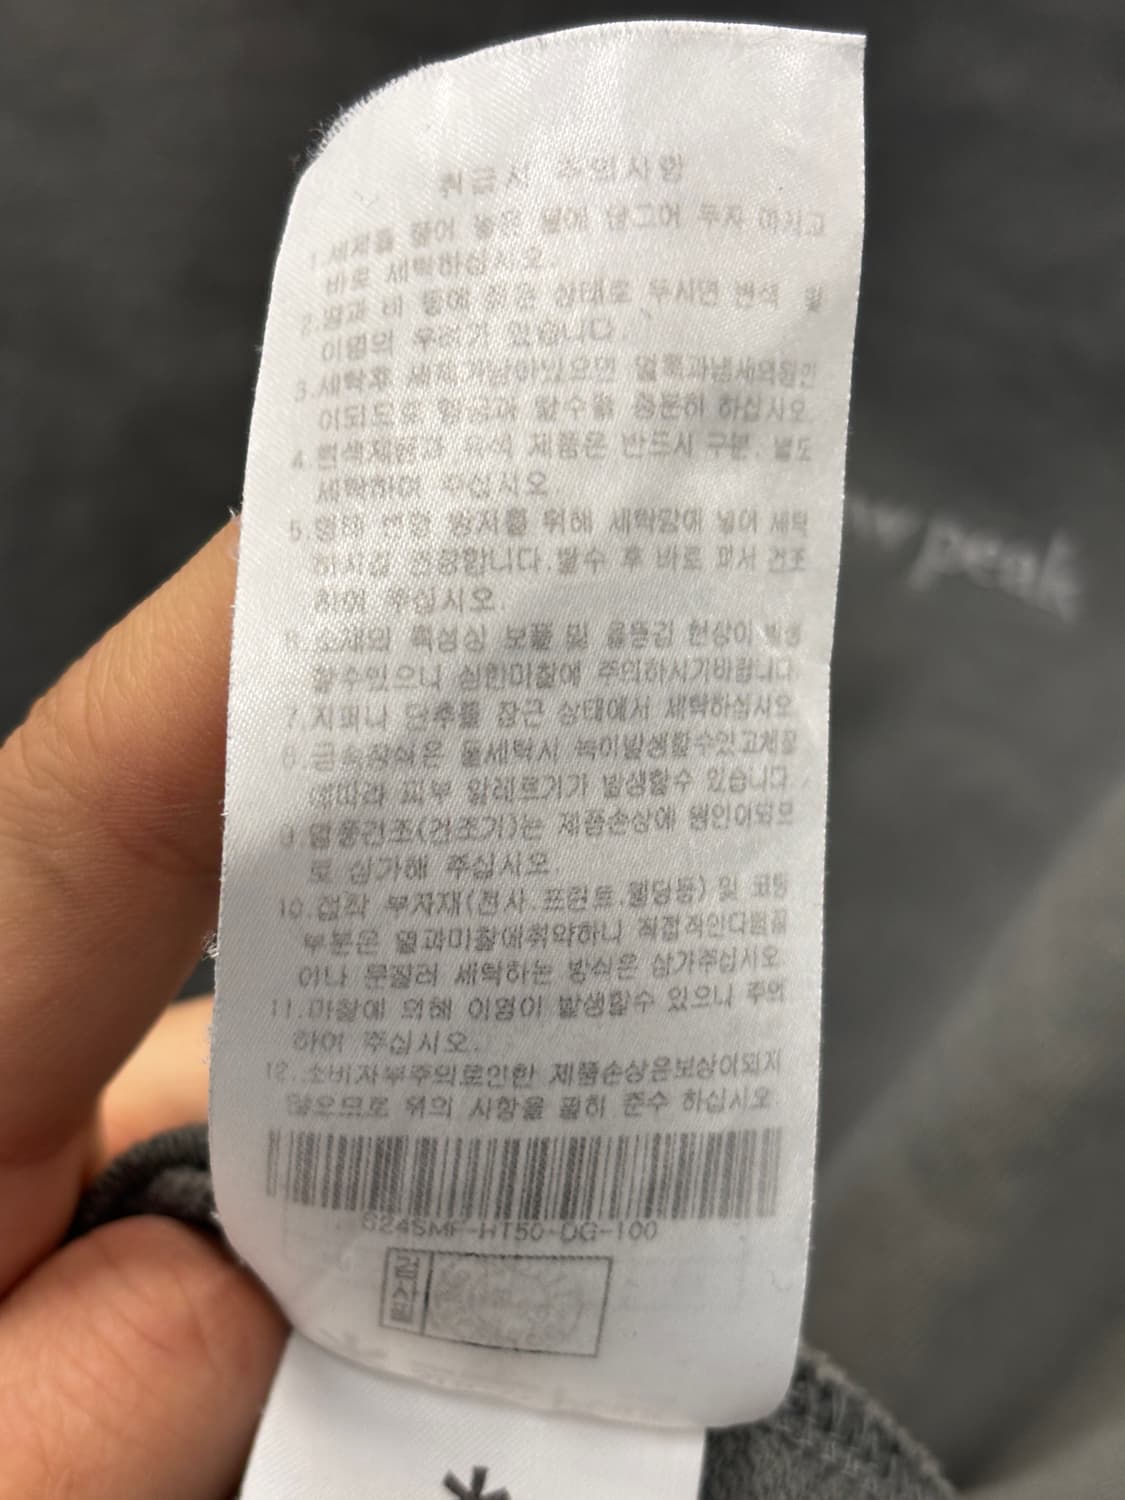 취급시 주의사항
1.세제를 풀어 놓은 물에 담그어 두지 마시고
바로 세탁하십시오.
2.땀과 비 등에 젖은 상태로 두시면 변색 및
이염의 우려가 있습니다.
3.세탁후 세제가남아있으면 얼룩과냄새의원인
이되므로 헹굼과 탈수를 충분히 하십시오.
4.변색제품과 흑색 제품은 반드시 구분, 별도
세탁하여 주십시오
5.형태 변형 방지를 위해 세탁망에 넣어 세탁
하시길 권장합니다.탈수 후 바로 펴서 건조
하여 주십시오.
6.소재의 특성상 보풀 및 올뜯김 현상이 발생
할수있으니 심한마찰에 주의하시기바랍니다.
7.지퍼나 단추를 잠근 상태에서 세탁하십시오.
8.금속장식은 물세탁시 녹이발생할수있고체질
에따라 피부 알레르기가 발생할수 있습니다.
9.열풍건조(건조기)는 제품손상에 원인이되므
로 삼가해 주십시오.
10.접착 부자재(전사.프린트.웰딩등) 및 코팅
부분은 열과마찰에취약하니 직접적인다림질
이나 문질러 세탁하는 방식은 삼가주십시오.
11.마찰에 의해 이염이 발생할수 있으니 주의
하여 주십시오.
12.소비자부주의로인한 제품손상은보상이되지
않으므로 위의 사항을 필히 준수 하십시오.
S24SMF-HT50-DG-100
검사필
peak